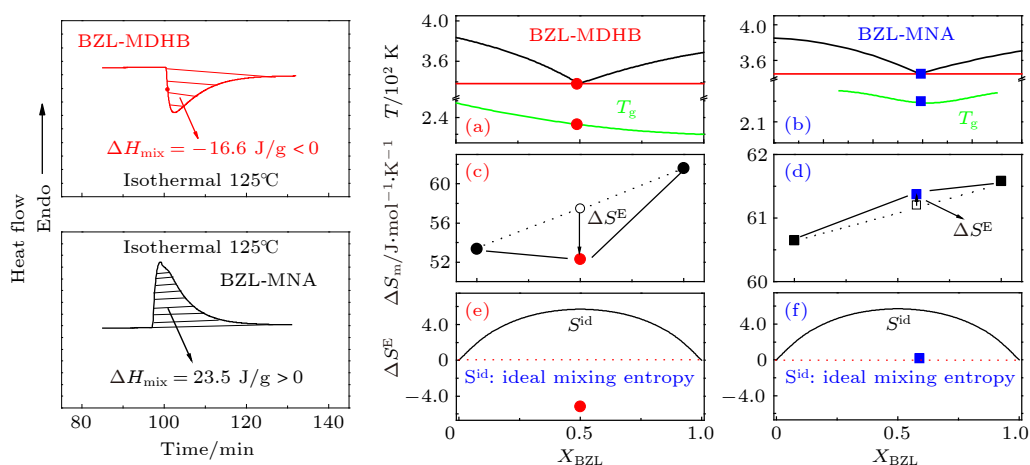 BZL-MDHB
ΔHmix = −16.6 J/g < 0
Isothermal 125℃
Isothermal 125℃
BZL-MNA
ΔHmix = 23.5 J/g > 0
80 100 120 140
Time/min
Heat flow
Endo
4.0
3.6
2.4
T/10² K
BZL-MDHB
Tg
(a)
4.0
3.6
2.1
BZL-MNA
Tg
(b)
60
56
52
ΔSm/J·mol⁻¹·K⁻¹
(c)
ΔSᴱ
62
61
60
(d)
ΔSᴱ
4.0
0
−4.0
ΔSᴱ
(e)
Sⁱᵈ
Sⁱᵈ: ideal mixing entropy
0 0.5 1.0
XBZL
4.0
0
−4.0
(f)
Sⁱᵈ
Sⁱᵈ: ideal mixing entropy
0 0.5 1.0
XBZL